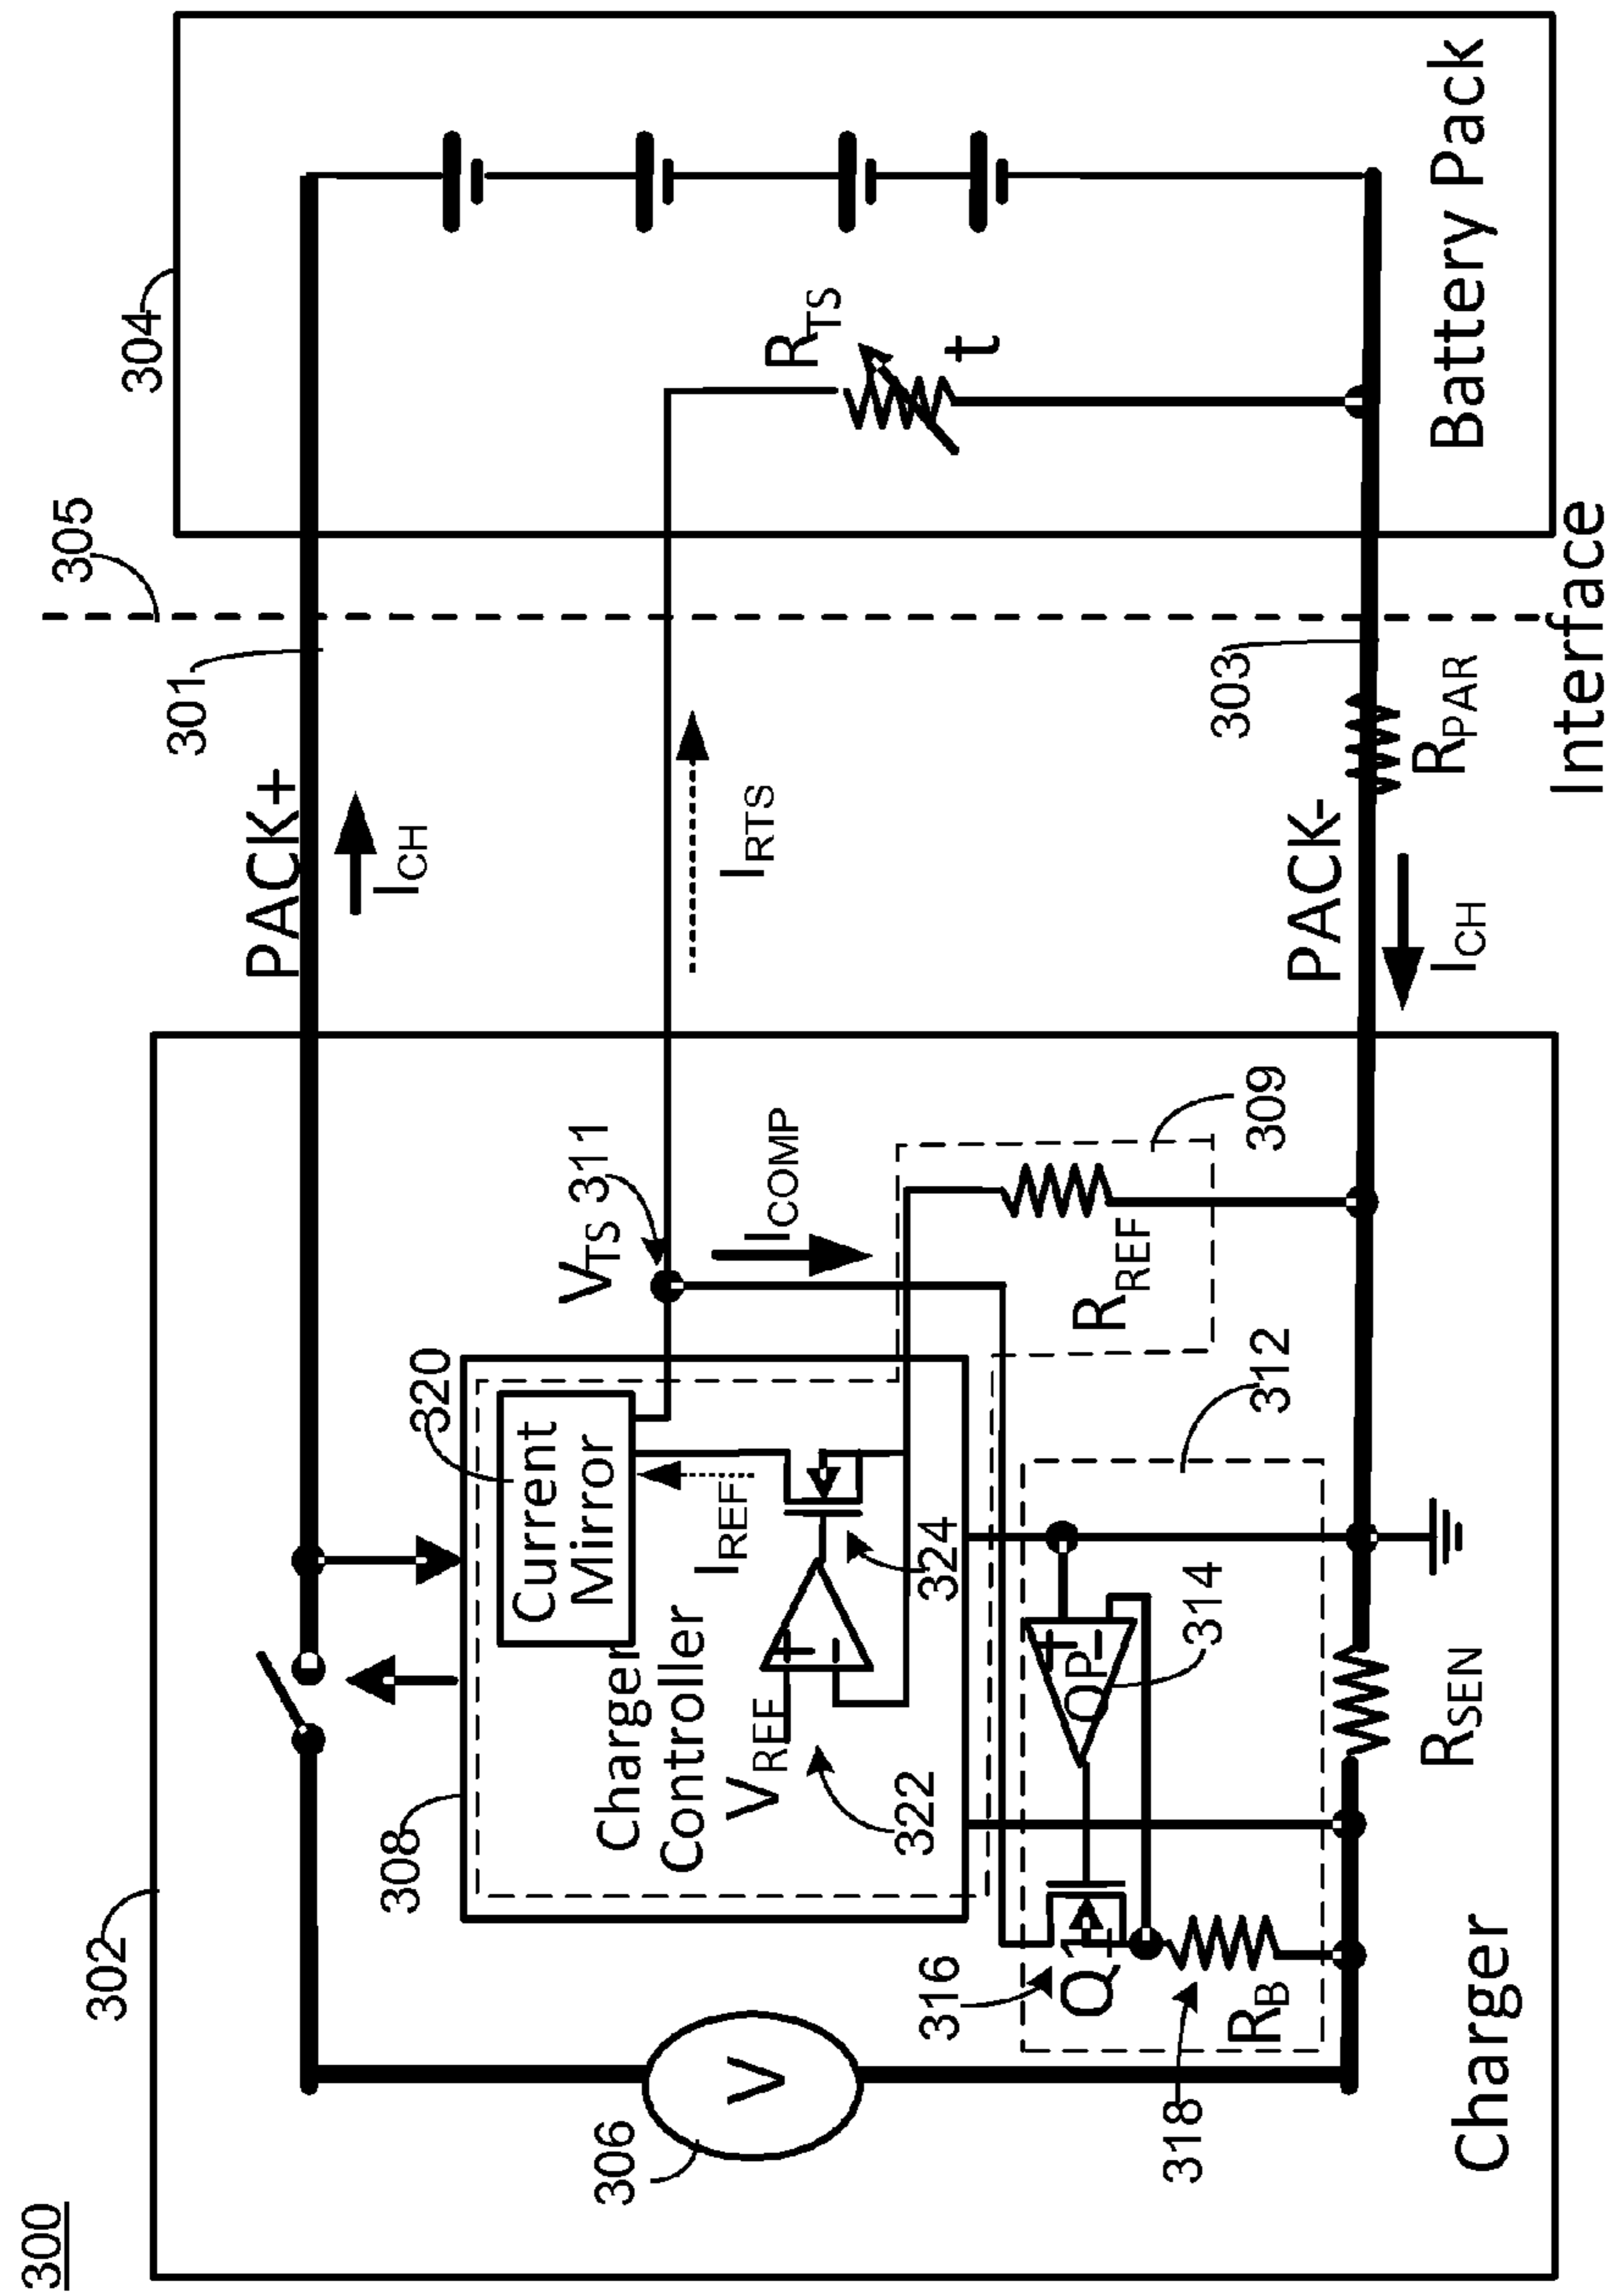 300
302
304
305
301
PACK+
I_CH
306
V
308
320
Current
Mirror
Charger
Controller
I_REF
V_REF
+
-
322
324
V_TS 311
I_COMP
I_RTS
R_TS
t
309
R_REF
312
OP
+
-
314
316
Q1
318
R_B
R_SEN
PACK-
I_CH
303
R_PAR
Interface
Charger
Battery Pack